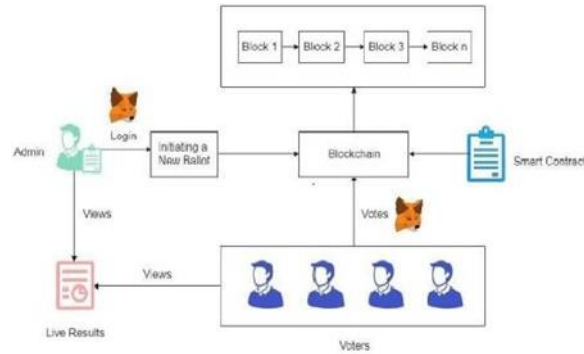 Block 1
Block 2
Block 3
Block n
Login
Admin
Initiating a
New Ballot
Blockchain
Smart Contract
Views
Votes
Views
Live Results
Voters